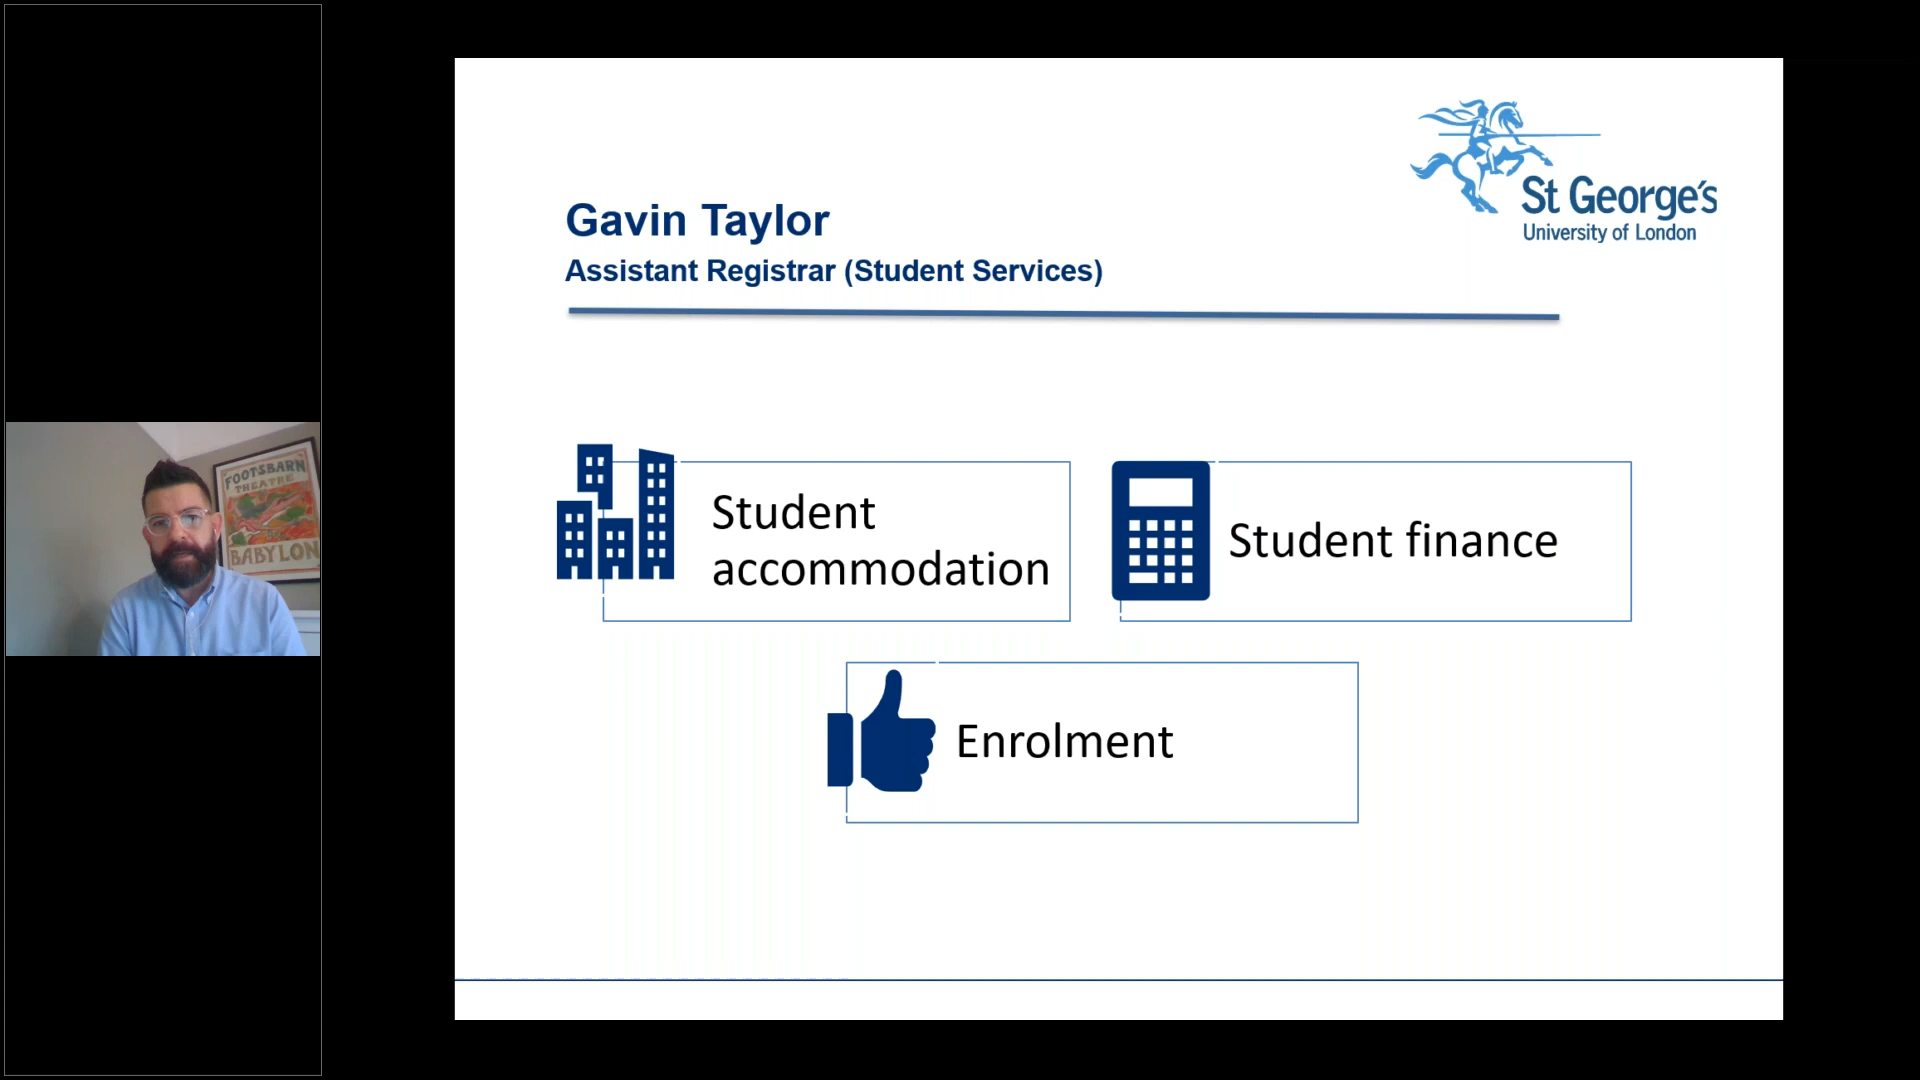 St George's
University of London
Gavin Taylor
Assistant Registrar (Student Services)
Student
accommodation
Student finance
Enrolment
FOOTSBARN
THEATRE
BABYLON